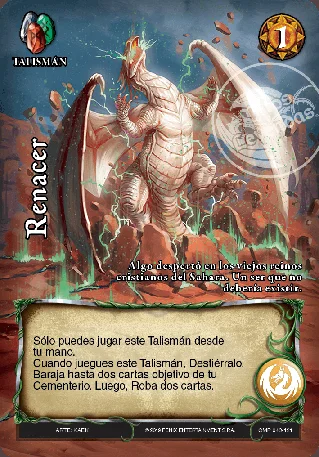 TALISMÁN
1
Renacer
Algo despertó en los viejos reinos
cristianos del Sahara. Un ser que no
debería existir.
Sólo puedes jugar este Talismán desde
tu mano.
Cuando juegues este Talismán, Destiérralo.
Baraja hasta dos cartas objetivo de tu
Cementerio. Luego, Roba dos cartas.
ENTERTAINMENT